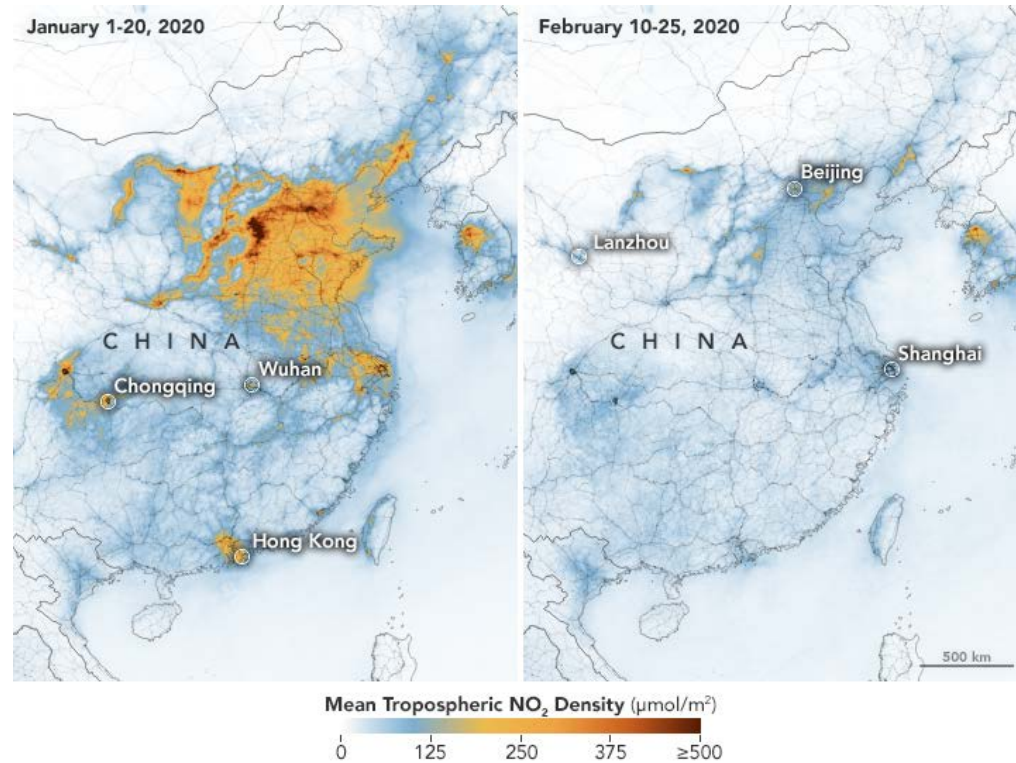 January 1-20, 2020
CHINA
Wuhan
Chongqing
Hong Kong
February 10-25, 2020
Beijing
Lanzhou
CHINA
Shanghai
500 km
Mean Tropospheric NO₂ Density (µmol/m²)
0 125 250 375 ≥500